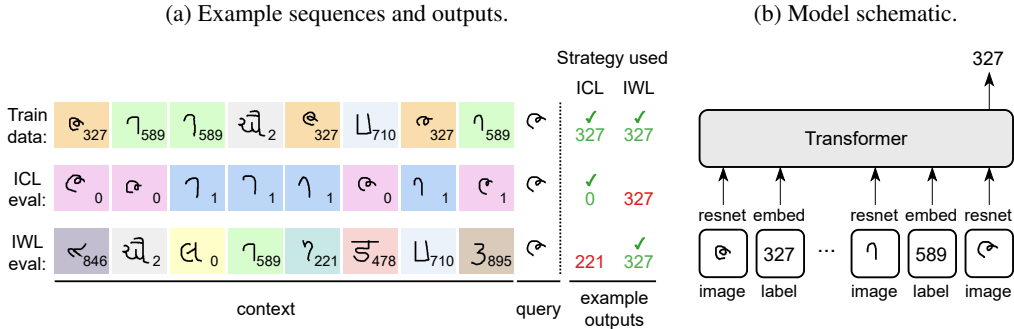 (a) Example sequences and outputs.
(b) Model schematic.
Strategy used
ICL IWL
Train data: 327 589 589 2 327 710 327 589 ✓ 327 ✓ 327
ICL eval: 0 0 1 1 1 0 1 1 ✓ 0 327
IWL eval: 846 2 0 589 221 478 710 895 221 ✓ 327
context query example outputs
327
Transformer
resnet embed resnet embed resnet
327 ... 589
image label image label image